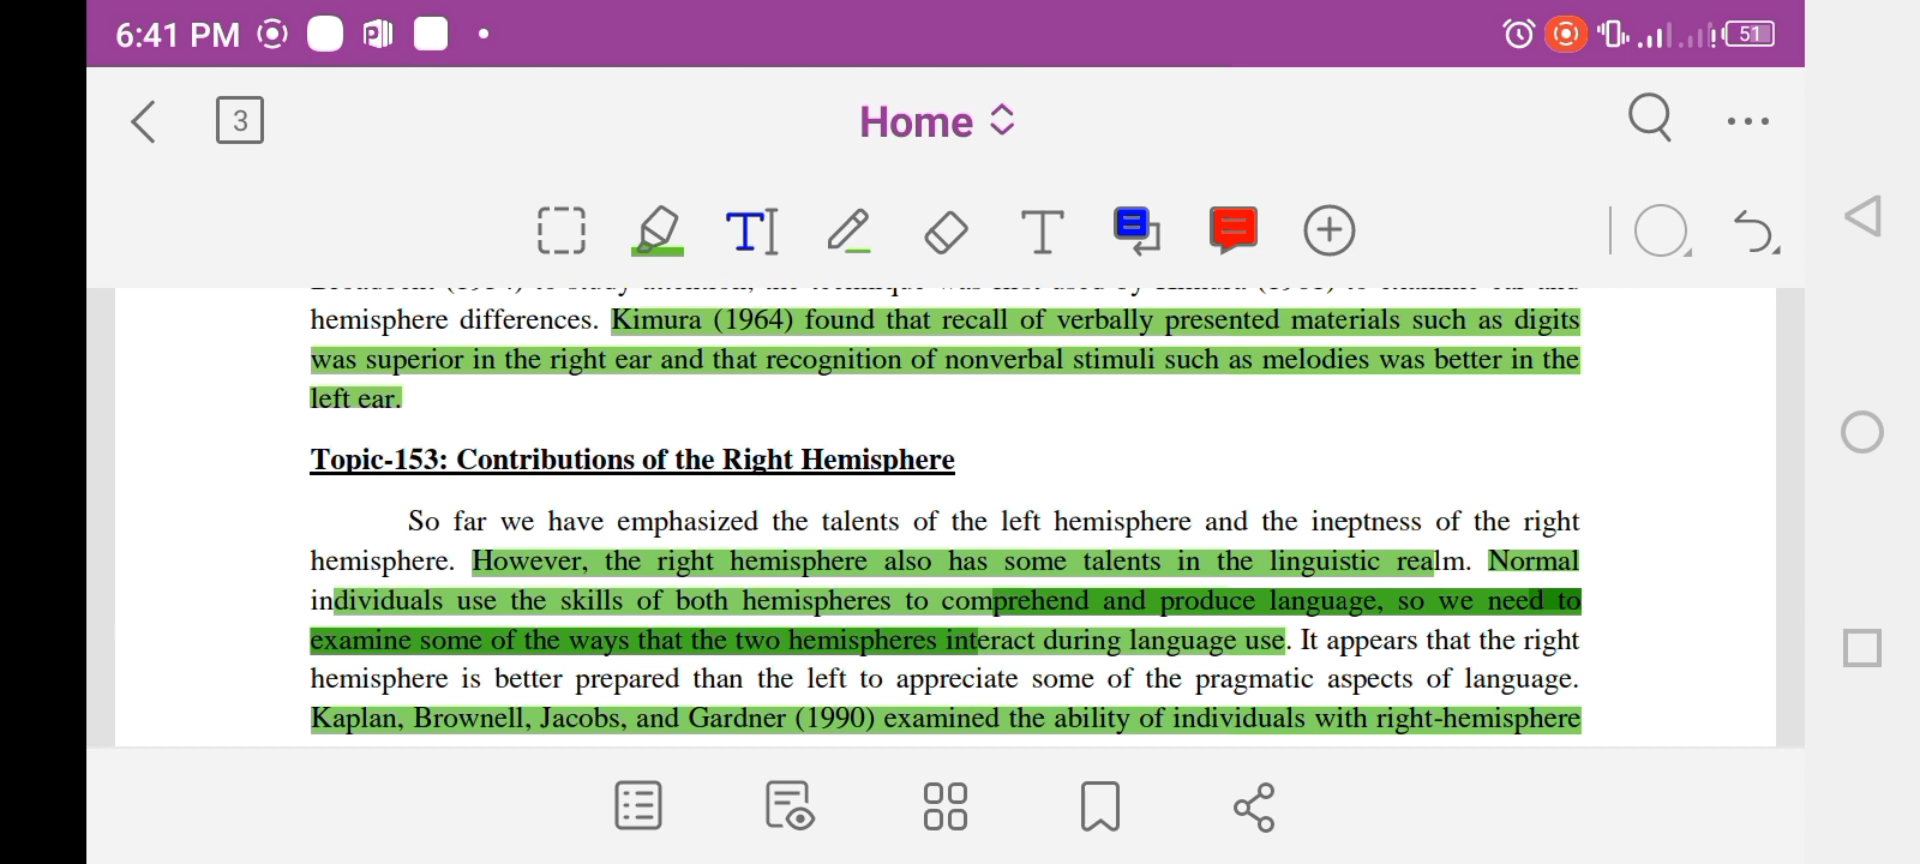 6:41 PM
51
3
Home
hemisphere differences. Kimura (1964) found that recall of verbally presented materials such as digits
was superior in the right ear and that recognition of nonverbal stimuli such as melodies was better in the
left ear.
Topic-153: Contributions of the Right Hemisphere
So far we have emphasized the talents of the left hemisphere and the ineptness of the right
hemisphere. However, the right hemisphere also has some talents in the linguistic realm. Normal
individuals use the skills of both hemispheres to comprehend and produce language, so we need to
examine some of the ways that the two hemispheres interact during language use. It appears that the right
hemisphere is better prepared than the left to appreciate some of the pragmatic aspects of language.
Kaplan, Brownell, Jacobs, and Gardner (1990) examined the ability of individuals with right-hemisphere